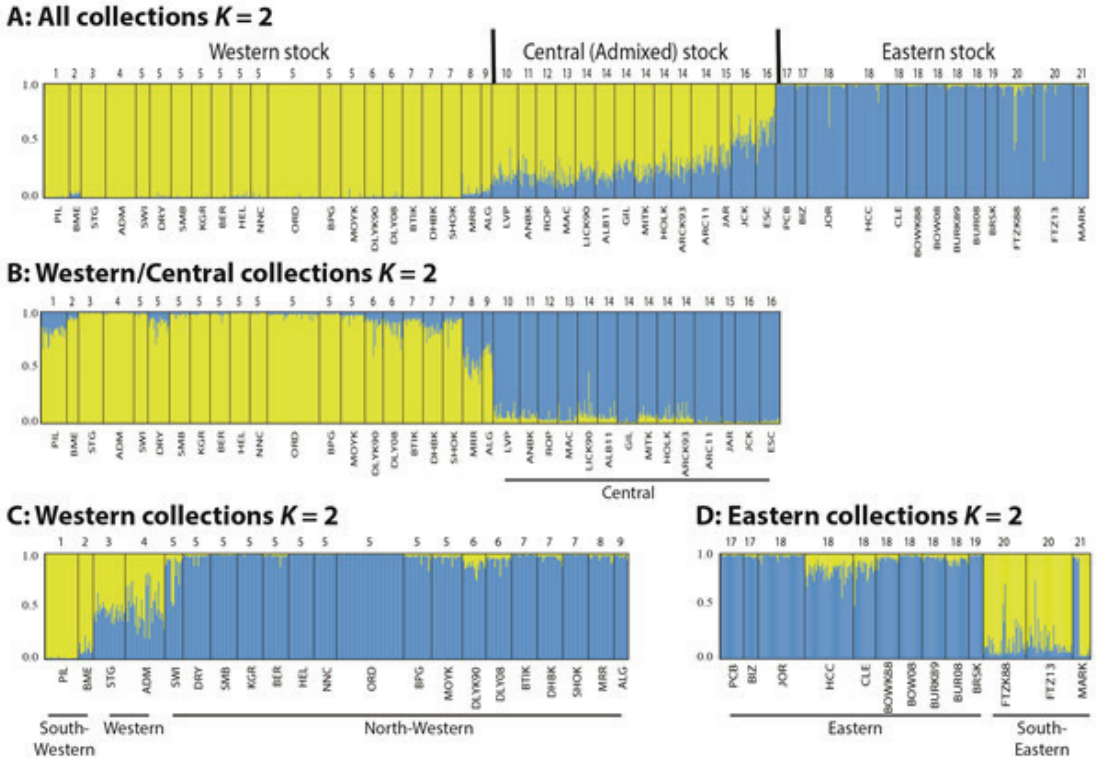 A: All collections K = 2
Western stock Central (Admixed) stock Eastern stock
1 2 3 4 5 5 5 5 5 5 5 5 5 5 6 6 7 7 7 8 9 10 11 12 13 14 14 14 14 14 14 14 15 16 16 17 17 18 18 18 18 18 18 18 19 20 20 21
1.0
0.5
0.0
PIL BME STG ADM SWI DRY SMB KGR BER HEL NNC ORD BPG MOYK DLYK90 DLY08 BTIK DHBK SHOK MRR ALG LVP ANBK ROP MAC LICK90 ALB11 GIL MITK HOLK ARCK93 ARC11 JAR JCK ESC PCB BIZ JOR HCC CLE BOWK88 BOW08 BURK89 BUR08 BRSK FTZK88 FTZ13 MARK
B: Western/Central collections K = 2
1 2 3 4 5 5 5 5 5 5 5 5 5 5 6 6 7 7 7 8 9 10 11 12 13 14 14 14 14 14 14 14 15 16 16
1.0
0.5
0.0
PIL BME STG ADM SWI DRY SMB KGR BER HEL NNC ORD BPG MOYK DLYK90 DLY08 BTIK DHBK SHOK MRR ALG LVP ANBK ROP MAC LICK90 ALB11 GIL MITK HOLK ARCK93 ARC11 JAR JCK ESC
Central
C: Western collections K = 2
1 2 3 4 5 5 5 5 5 5 5 5 5 5 6 6 7 7 7 8 9
1.0
0.5
0.0
PIL BME STG ADM SWI DRY SMB KGR BER HEL NNC ORD BPG MOYK DLYK90 DLY08 BTIK DHBK SHOK MRR ALG
South-Western
Western
North-Western
D: Eastern collections K = 2
17 17 18 18 18 18 18 18 18 19 20 20 21
1.0
0.5
0.0
PCB BIZ JOR HCC CLE BOWK88 BOW08 BURK89 BUR08 BRSK FTZK88 FTZ13 MARK
Eastern
South-
Eastern